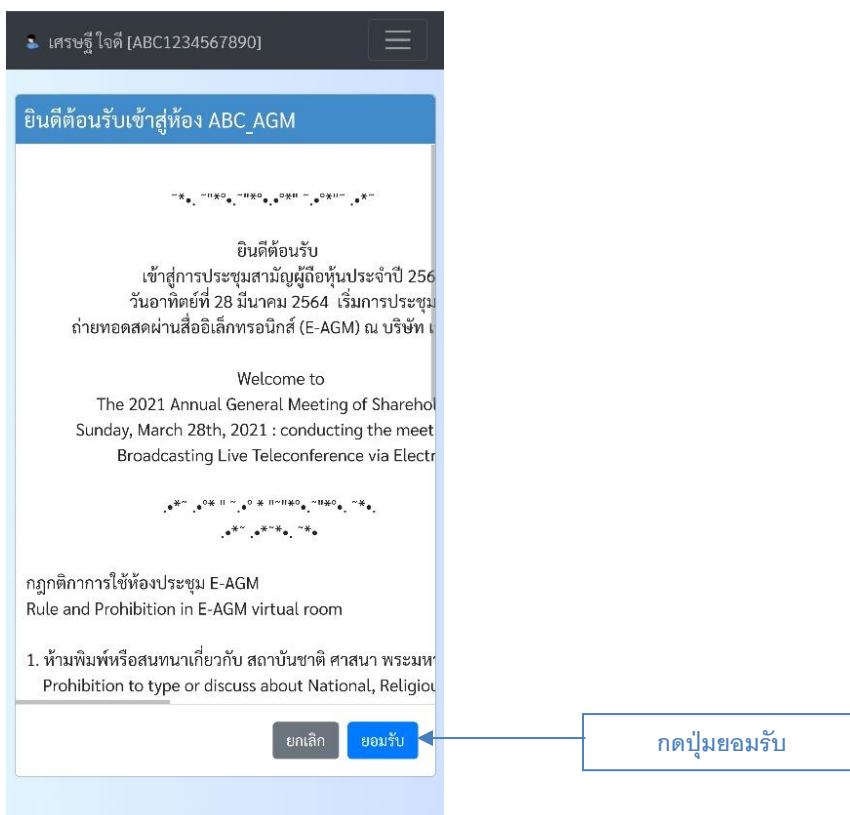 เศรษฐี ใจดี [ABC1234567890]
ยินดีต้อนรับเข้าสู่ห้อง ABC_AGM
ยินดีต้อนรับ
เข้าสู่การประชุมสามัญผู้ถือหุ้นประจำปี 256
วันอาทิตย์ที่ 28 มีนาคม 2564 เริ่มการประชุม
ถ่ายทอดสดผ่านสื่ออิเล็กทรอนิกส์ (E-AGM) ณ บริษัท
Welcome to
The 2021 Annual General Meeting of Sharehol
Sunday, March 28th, 2021 : conducting the meet
Broadcasting Live Teleconference via Electr
กฎกติกาการใช้ห้องประชุม E-AGM
Rule and Prohibition in E-AGM virtual room
1. ห้ามพิมพ์หรือสนทนาเกี่ยวกับ สถาบันชาติ ศาสนา พระมหา
Prohibition to type or discuss about National, Religiou
ยกเลิก ยอมรับ
กดปุ่มยอมรับ